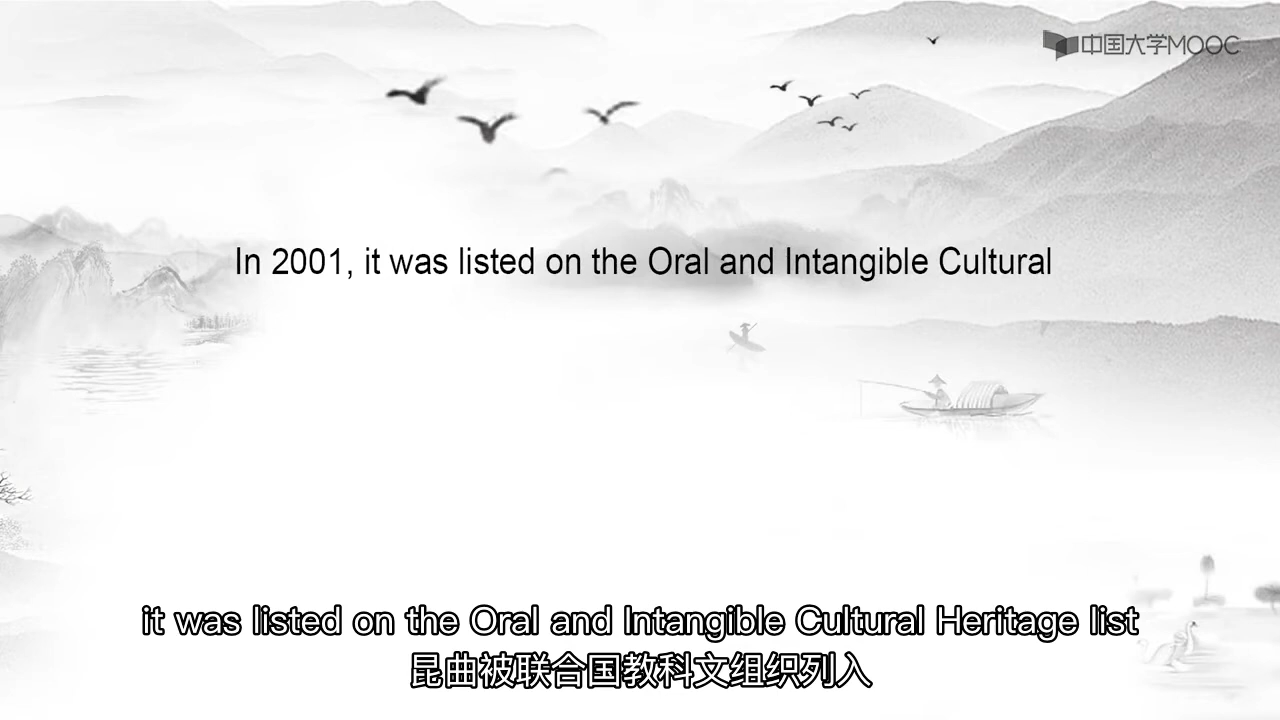 中国大学MOOC
In 2001, it was listed on the Oral and Intangible Cultural
it was listed on the Oral and Intangible Cultural Heritage list
昆曲被联合国教科文组织列入